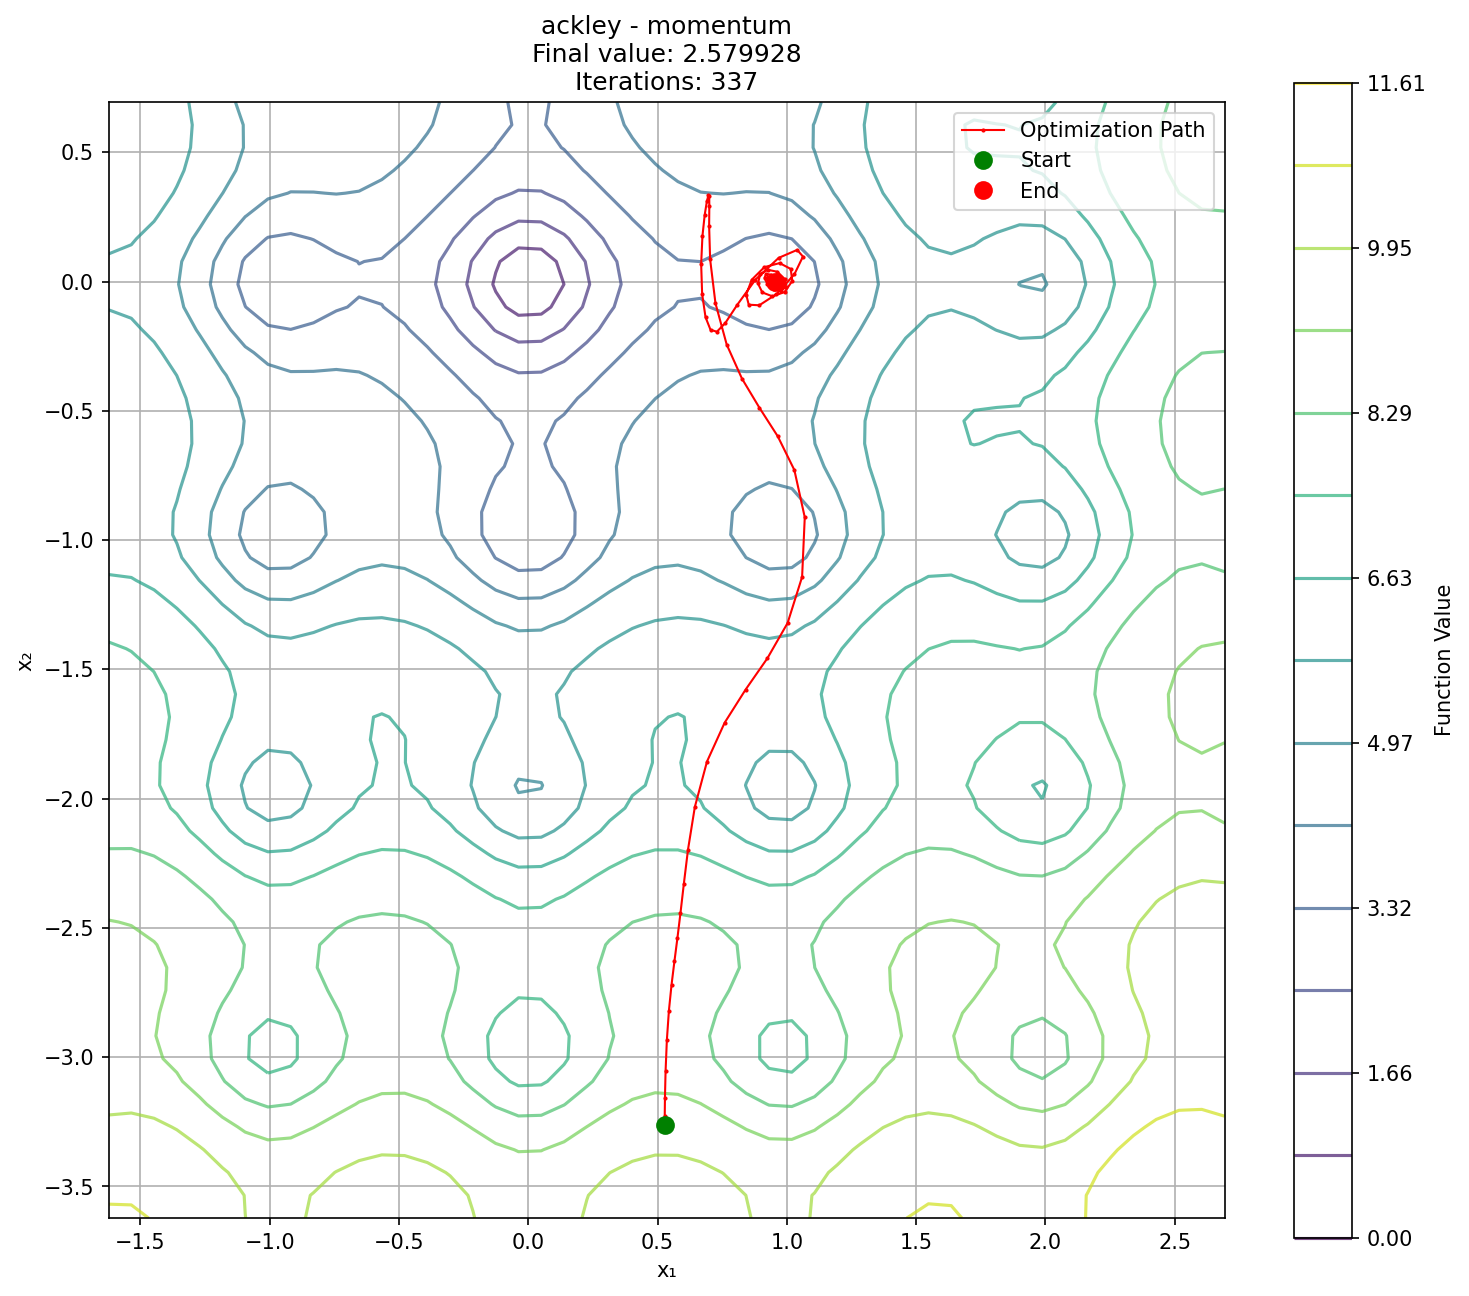 ackley - momentum
Final value: 2.579928
Iterations: 337
Optimization Path
Start
End
0.5
0.0
−0.5
−1.0
−1.5
−2.0
−2.5
−3.0
−3.5
x₂
−1.5
−1.0
−0.5
0.0
0.5
1.0
1.5
2.0
2.5
x₁
11.61
9.95
8.29
6.63
4.97
3.32
1.66
0.00
Function Value